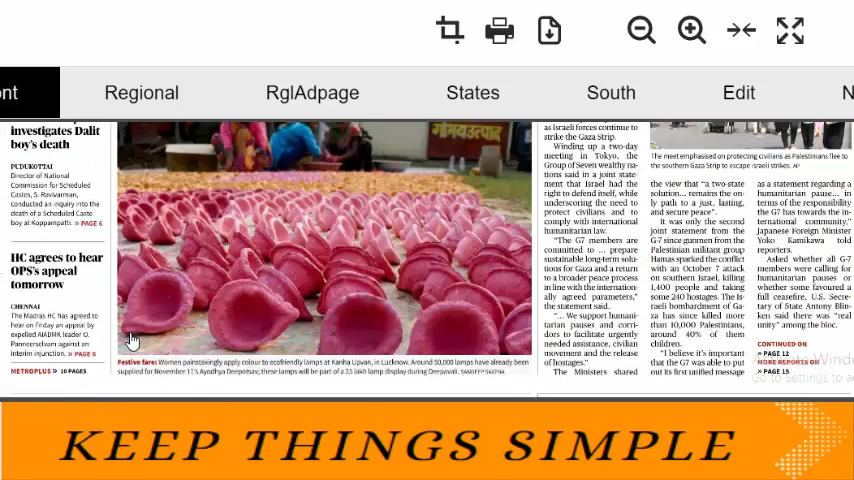 nt
Regional
RglAdpage
States
South
Edit
N
investigates Dalit
boy's death
PUDUKOTTAI
Director of National
Commission for Scheduled
Castes, S. Ravivarman,
conducted an inquiry into the
death of a Scheduled Caste
boy at Koppampatti. » PAGE 6
HC agrees to hear
OPS's appeal
tomorrow
CHENNAI
The Madras HC has agreed to
hear on Friday an appeal by
expelled AIADMK leader O.
Panneerselvam against an
interim injunction. » PAGE 6
METROPLUS » 10 PAGES
गोमय उत्पाद
Festive fare: Women painstakingly apply colour to ecofriendly lamps at Kanha Upvan, in Lucknow. Around 50,000 lamps have already been
supplied for November 11's Ayodhya Deepotsav; these lamps will be part of a 25 lakh lamp display during Deepavali. SANDEEP SAXENA
as Israeli forces continue to
strike the Gaza Strip.
Winding up a two-day
meeting in Tokyo, the
Group of Seven wealthy na-
tions said in a joint state-
ment that Israel had the
right to defend itself, while
underscoring the need to
protect civilians and to
comply with international
humanitarian law.
"The G7 members are
committed to ... prepare
sustainable long-term solu-
tions for Gaza and a return
to a broader peace process
in line with the internation-
ally agreed parameters,"
the statement said.
"... We support humani-
tarian pauses and corri-
dors to facilitate urgently
needed assistance, civilian
movement and the release
of hostages."
The Ministers shared
The meet emphasised on protecting civilians as Palestinians flee to
the southern Gaza Strip to escape Israeli strikes. AP
the view that "a two-state
solution... remains the on-
ly path to a just, lasting,
and secure peace".
It was only the second
joint statement from the
G-7 since gunmen from the
Palestinian militant group
Hamas sparked the conflict
with an October 7 attack
on southern Israel, killing
1,400 people and taking
some 240 hostages. The Is-
raeli bombardment of Ga-
za has since killed more
than 10,000 Palestinians,
around 40% of them
children.
"I believe it's important
that the G7 was able to put
out its first unified message
as a statement regarding a
humanitarian pause... in
terms of the responsibility
the G7 has towards the in-
ternational community,"
Japanese Foreign Minister
Yoko Kamikawa told
reporters.
Asked whether all G-7
members were calling for
humanitarian pauses or
whether some favoured a
full ceasefire, U.S. Secre-
tary of State Antony Blin-
ken said there was "real
unity" among the bloc.
CONTINUED ON
» PAGE 12
MORE REPORTS ON
» PAGE 15
Go to Settings to a
KEEP THINGS SIMPLE